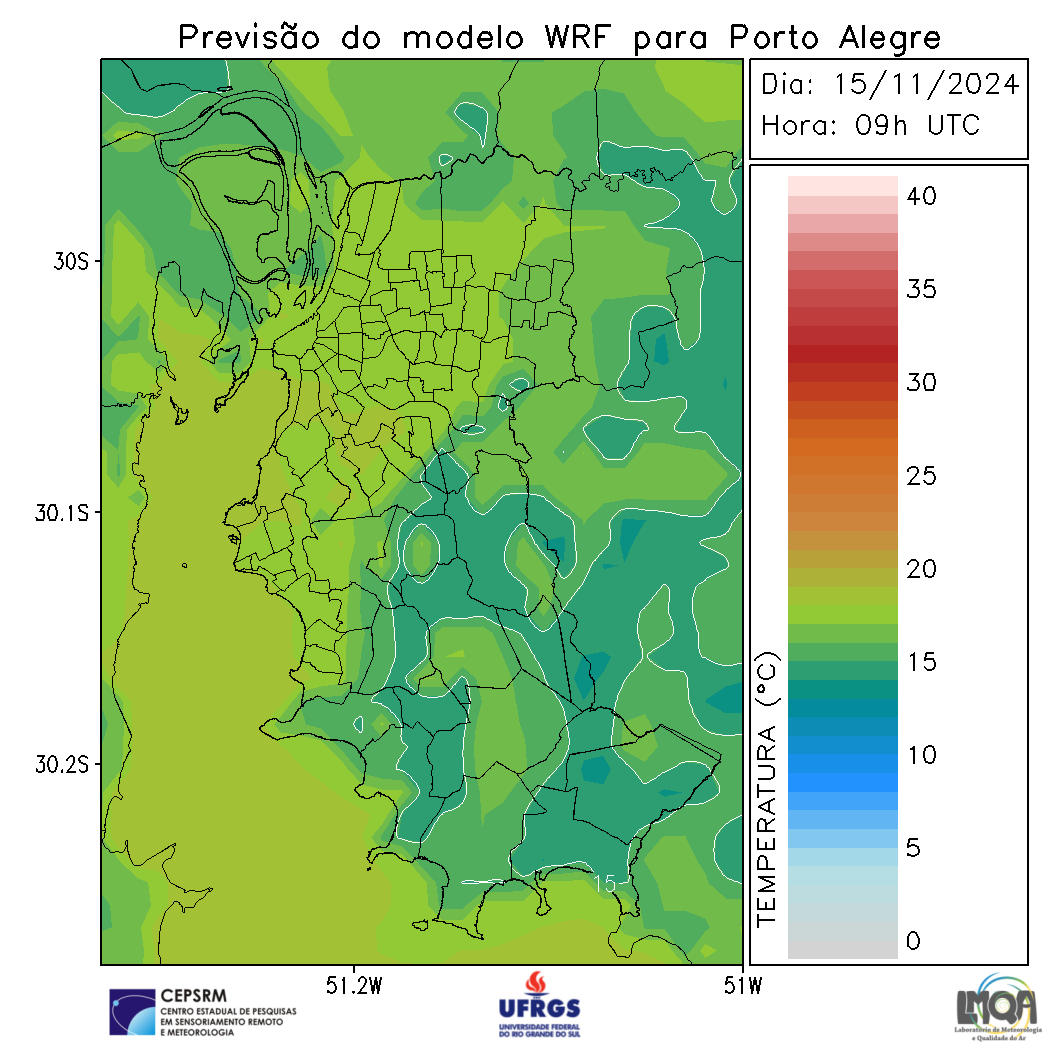 Previsão do modelo WRF para Porto Alegre
Dia: 15/11/2024
Hora: 09h UTC
30S
30.1S
30.2S
51.2W
51W
15
TEMPERATURA (°C)
40
35
30
25
20
15
10
5
0
CEPSRM
CENTRO ESTADUAL DE PESQUISAS
EM SENSORIAMENTO REMOTO
E METEOROLOGIA
UFRGS
UNIVERSIDADE FEDERAL
DO RIO GRANDE DO SUL
LMQA
Laboratório de Meteorologia
e Qualidade do Ar